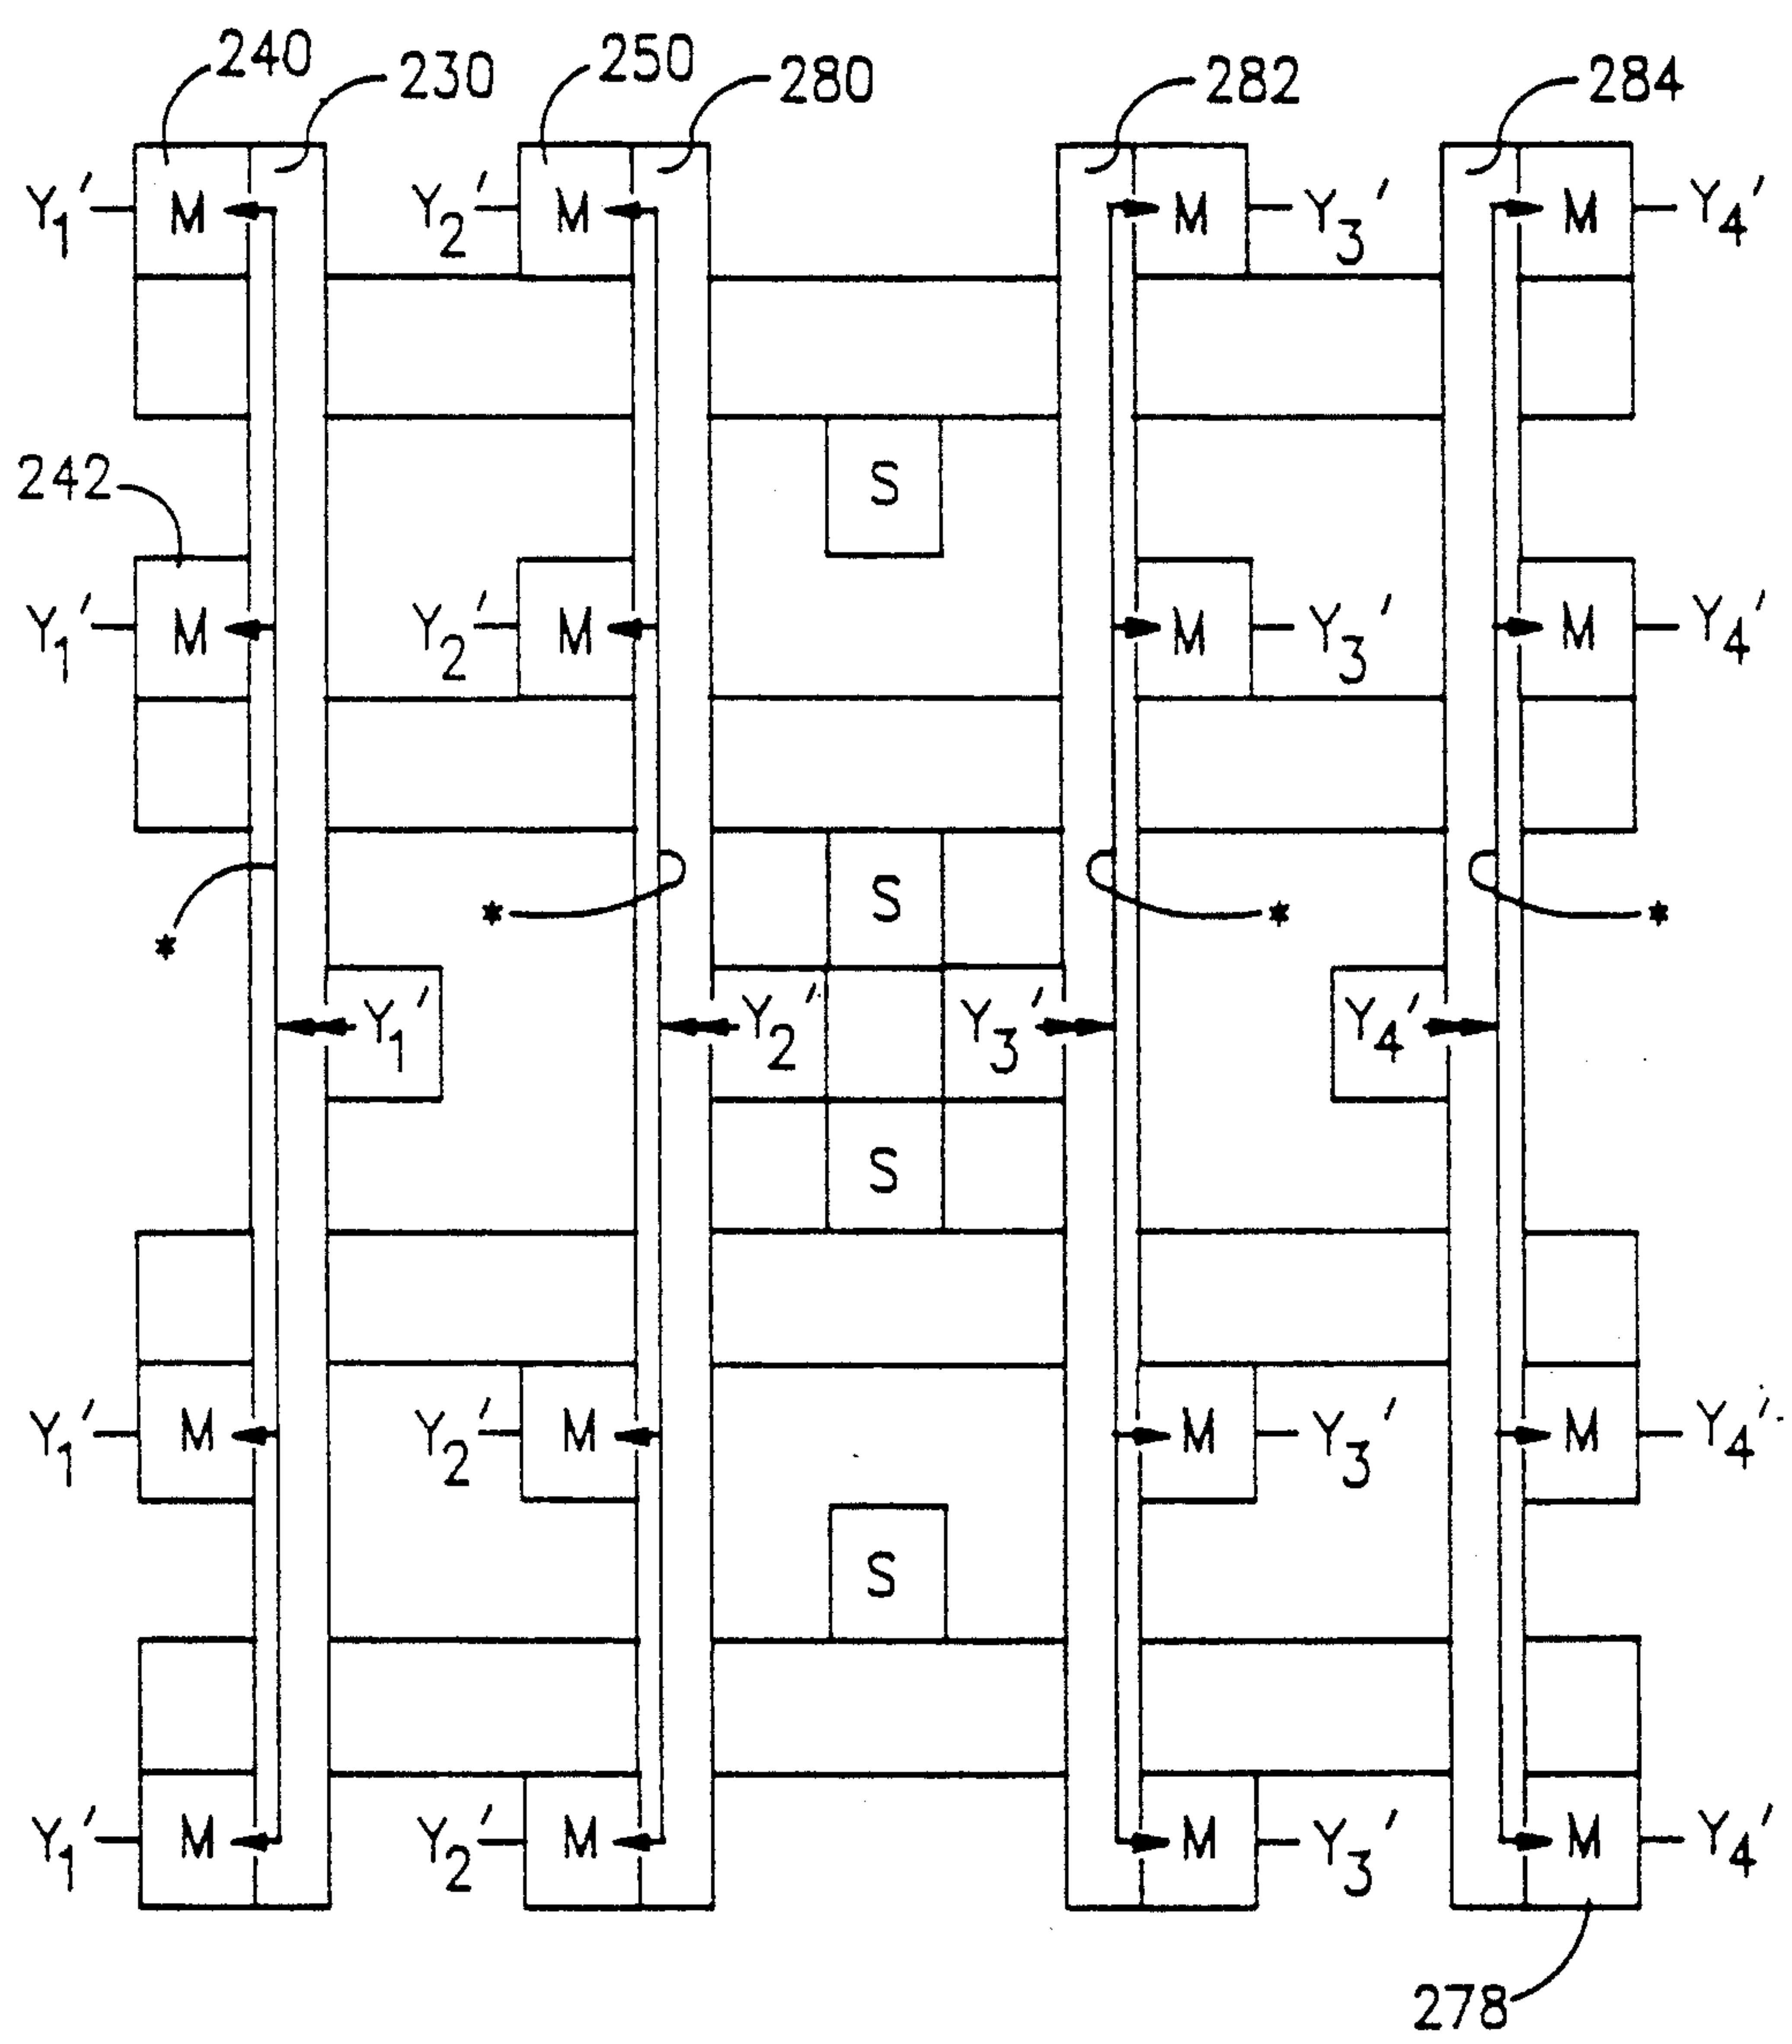 240 230 250 280 282 284
Y1' M Y2' M M Y3' M Y4'
S
242
Y1' M Y2' M M Y3' M Y4'
S
* * * *
Y1' Y2' Y3' Y4'
S
Y1' M Y2' M M Y3' M Y4'
S
Y1' M Y2' M M Y3' M Y4'
278